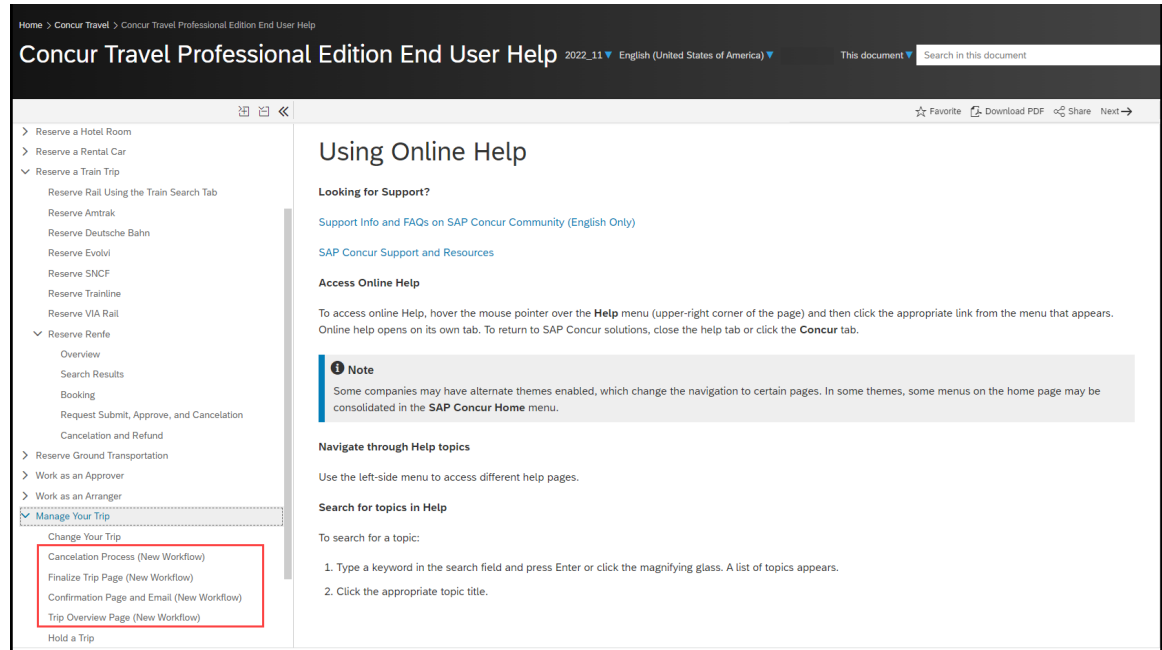 Home > Concur Travel > Concur Travel Professional Edition End User Help
Concur Travel Professional Edition End User Help 2022_11 English (United States of America) This document Search in this document
Favorite Download PDF Share Next
Reserve a Hotel Room
Reserve a Rental Car
Reserve a Train Trip
Reserve Rail Using the Train Search Tab
Reserve Amtrak
Reserve Deutsche Bahn
Reserve Evolvi
Reserve SNCF
Reserve Trainline
Reserve VIA Rail
Reserve Renfe
Overview
Search Results
Booking
Request Submit, Approve, and Cancelation
Cancelation and Refund
Reserve Ground Transportation
Work as an Approver
Work as an Arranger
Manage Your Trip
Change Your Trip
Cancelation Process (New Workflow)
Finalize Trip Page (New Workflow)
Confirmation Page and Email (New Workflow)
Trip Overview Page (New Workflow)
Hold a Trip
Using Online Help
Looking for Support?
Support Info and FAQs on SAP Concur Community (English Only)
SAP Concur Support and Resources
Access Online Help
To access online Help, hover the mouse pointer over the Help menu (upper-right corner of the page) and then click the appropriate link from the menu that appears.
Online help opens on its own tab. To return to SAP Concur solutions, close the help tab or click the Concur tab.
Note
Some companies may have alternate themes enabled, which change the navigation to certain pages. In some themes, some menus on the home page may be
consolidated in the SAP Concur Home menu.
Navigate through Help topics
Use the left-side menu to access different help pages.
Search for topics in Help
To search for a topic:
1. Type a keyword in the search field and press Enter or click the magnifying glass. A list of topics appears.
2. Click the appropriate topic title.